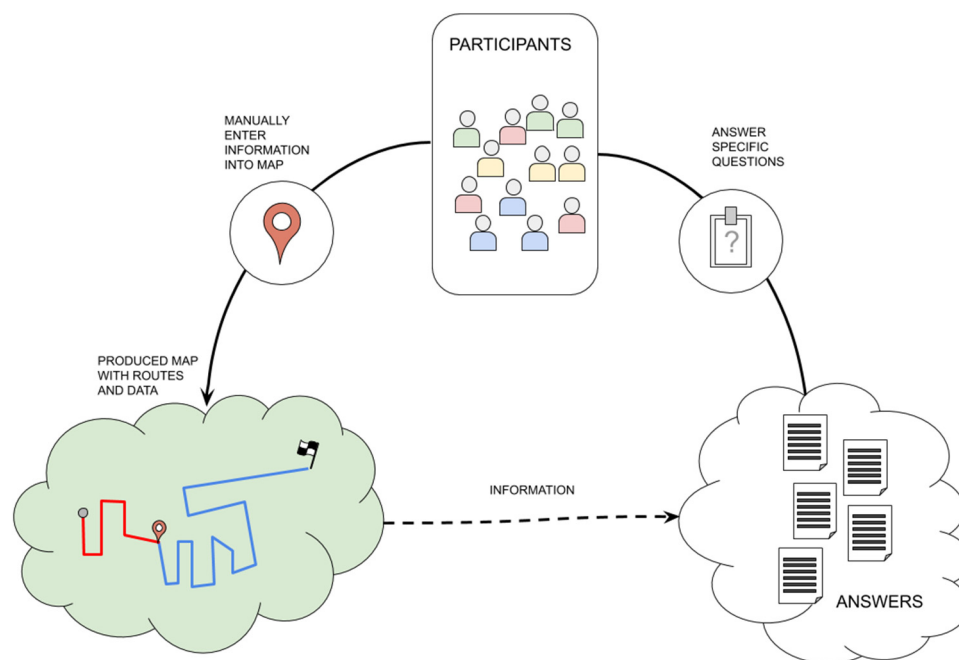 PARTICIPANTS
MANUALLY
ENTER
INFORMATION
INTO MAP
ANSWER
SPECIFIC
QUESTIONS
?
PRODUCED MAP
WITH ROUTES
AND DATA
INFORMATION
ANSWERS